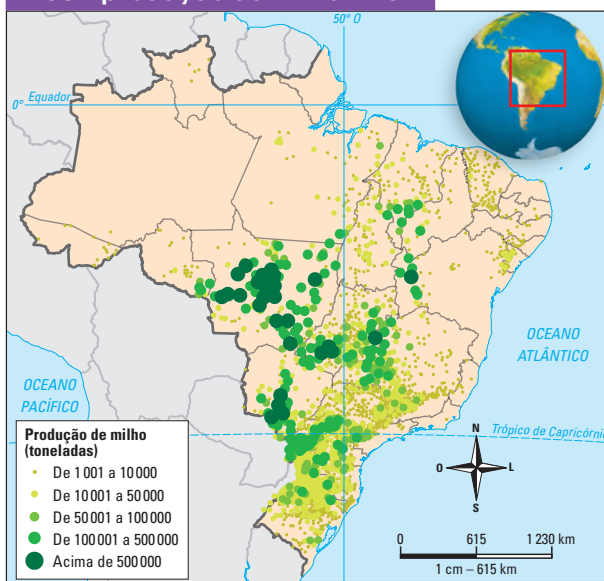 50° O
Equador
0°
OCEANO
ATLÂNTICO
OCEANO
PACÍFICO
Trópico de Capricórnio
Produção de milho
(toneladas)
De 1 001 a 10 000
De 10 001 a 50 000
De 50 001 a 100 000
De 100 001 a 500 000
Acima de 500 000
N
O
L
S
0 615 1 230 km
1 cm – 615 km